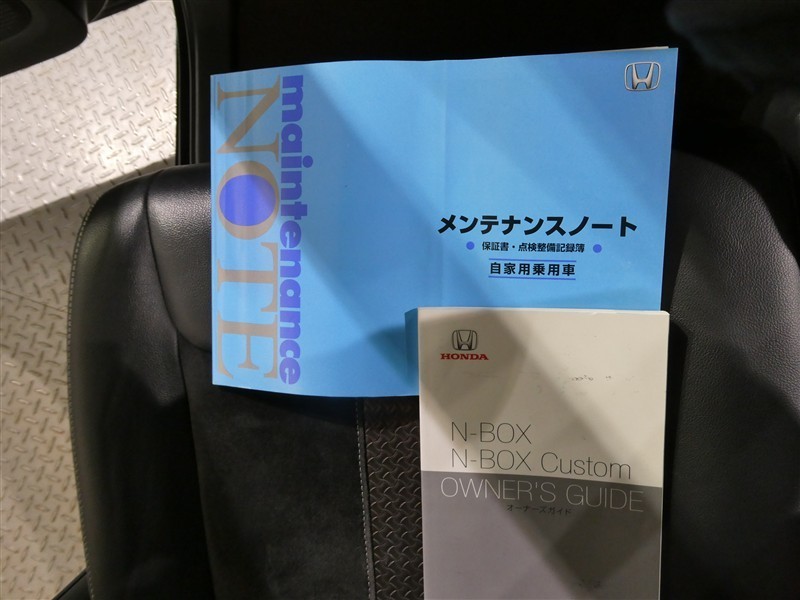 maintenance
NOTE
メンテナンスノート
保証書・点検整備記録簿
自家用乗用車
HONDA
N-BOX
N-BOX Custom
OWNER'S GUIDE
オーナーズガイド